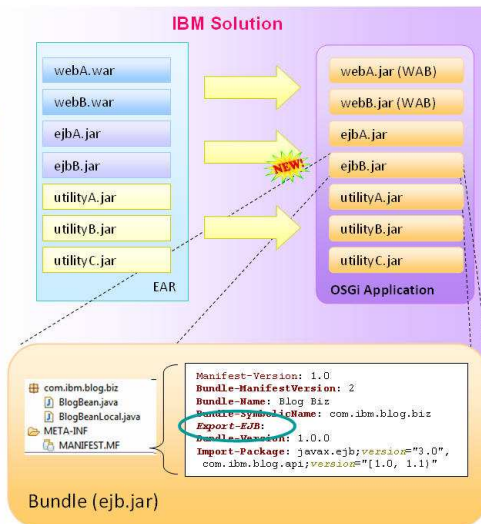 IBM Solution
webA.war
webB.war
ejbA.jar
ejbB.jar
utilityA.jar
utilityB.jar
utilityC.jar
EAR
NEW!
webA.jar (WAB)
webB.jar (WAB)
ejbA.jar
ejbB.jar
utilityA.jar
utilityB.jar
utilityC.jar
OSGi Application
com.ibm.blog.biz
BlogBean.java
BlogBeanLocal.java
META-INF
MANIFEST.MF
Manifest-Version: 1.0
Bundle-ManifestVersion: 2
Bundle-Name: Blog Biz
Bundle-SymbolicName: com.ibm.blog.biz
Export-EJB:
Bundle-Version: 1.0.0
Import-Package: javax.ejb;version="3.0",
com.ibm.blog.api;version="[1.0, 1.1)"
Bundle (ejb.jar)